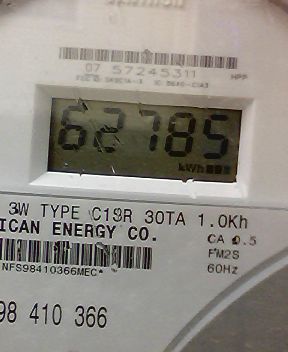 07 57245311 HPP
62785
kWh
3W TYPE C1SR 30TA 1.0Kh
ICAN ENERGY CO.
CA 0.5
NFS98410366MEC*
FM2S
60Hz
98 410 366